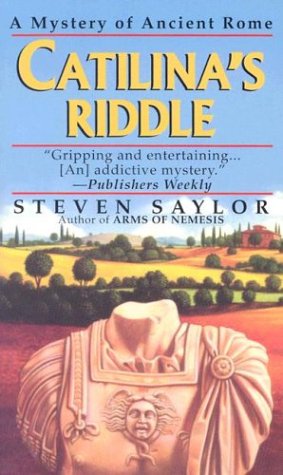 A Mystery of Ancient Rome
CATILINA'S
RIDDLE
"Gripping and entertaining...
[An] addictive mystery."
—Publishers Weekly
STEVEN SAYLOR
Author of ARMS OF NEMESIS